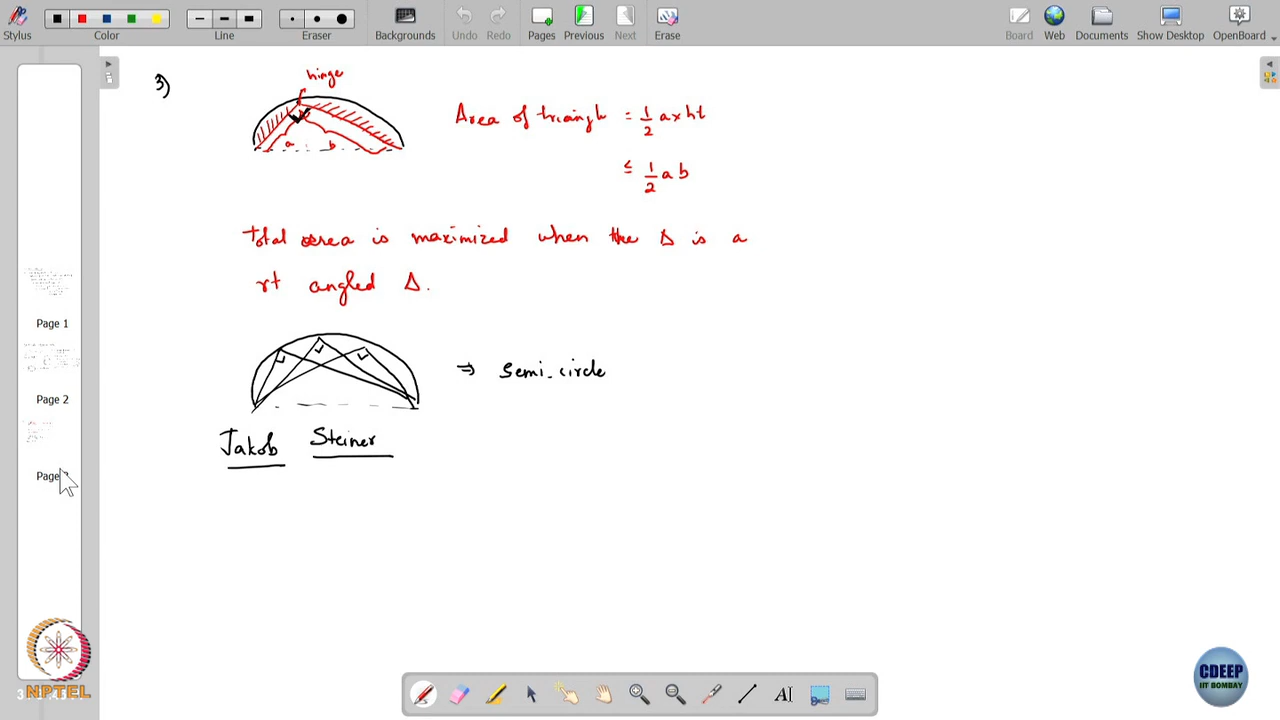 Stylus
Color
Line
Eraser
Backgrounds
Undo
Redo
Pages
Previous
Next
Erase
Board
Web
Documents
Show Desktop
OpenBoard
3)
hinge
a
b
Area of triangle = 1/2 a x ht
≤ 1/2 a b
total area is maximized when the Δ is a
rt angled Δ.
⇒ semi-circle
Jakob Steiner
Page 1
Page 2
Page
NPTEL
CDEEP
IIT BOMBAY